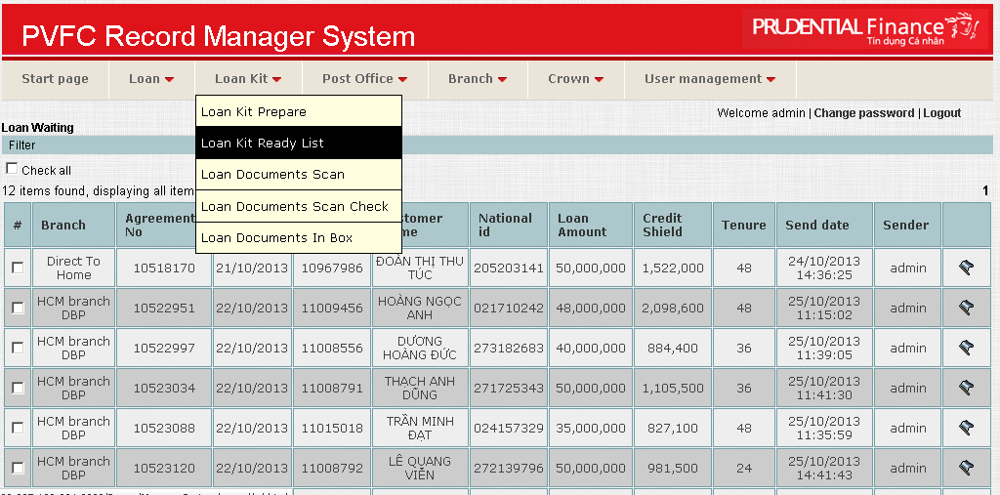 PVFC Record Manager System
PRUDENTIAL Finance
Tín dụng Cá nhân
Start page Loan Loan Kit Post Office Branch Crown User management
Welcome admin | Change password | Logout
Loan Kit Prepare
Loan Kit Ready List
Loan Documents Scan
Loan Documents Scan Check
Loan Documents In Box
Loan Waiting
Filter
Check all
12 items found, displaying all item
1
# Branch Agreement No National id Loan Amount Credit Shield Tenure Send date Sender
Direct To Home 10518170 21/10/2013 10967986 ĐOÀN THỊ THU TÚC 205203141 50,000,000 1,522,000 48 24/10/2013 14:36:25 admin
HCM branch DBP 10522951 22/10/2013 11009456 HOÀNG NGỌC ANH 021710242 48,000,000 2,098,600 48 25/10/2013 11:15:02 admin
HCM branch DBP 10522997 22/10/2013 11008556 DƯƠNG HOÀNG ĐỨC 273182683 40,000,000 884,400 36 25/10/2013 11:39:05 admin
HCM branch DBP 10523034 22/10/2013 11008791 THẠCH ANH DŨNG 271725343 50,000,000 1,105,500 36 25/10/2013 11:41:30 admin
HCM branch DBP 10523088 22/10/2013 11015018 TRẦN MINH ĐẠT 024157329 35,000,000 827,100 48 25/10/2013 11:35:59 admin
HCM branch DBP 10523120 22/10/2013 11008792 LÊ QUANG VIÊN 272139796 50,000,000 981,500 24 25/10/2013 14:41:43 admin